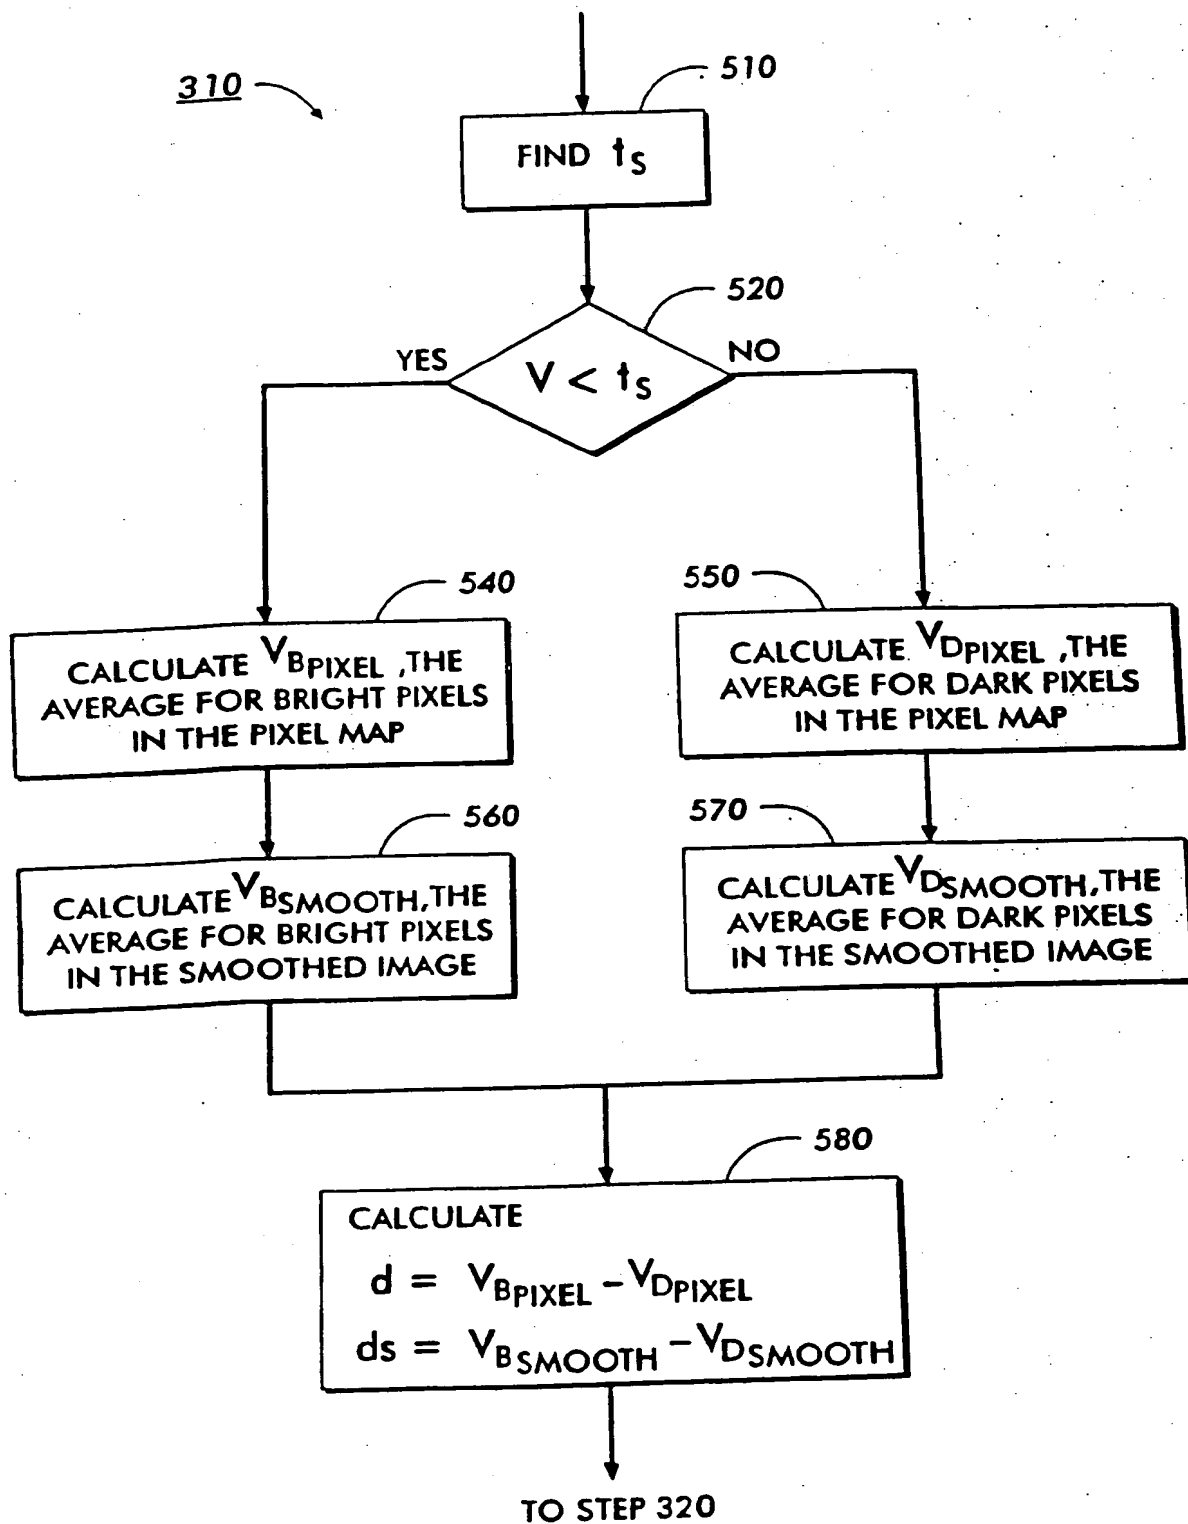 310
510
FIND tS
520
YES
V < tS
NO
540
CALCULATE VBPIXEL, THE
AVERAGE FOR BRIGHT PIXELS
IN THE PIXEL MAP
550
CALCULATE VDPIXEL, THE
AVERAGE FOR DARK PIXELS
IN THE PIXEL MAP
560
CALCULATE VBSMOOTH, THE
AVERAGE FOR BRIGHT PIXELS
IN THE SMOOTHED IMAGE
570
CALCULATE VDSMOOTH, THE
AVERAGE FOR DARK PIXELS
IN THE SMOOTHED IMAGE
580
CALCULATE
d = VBPIXEL - VDPIXEL
ds = VBSMOOTH - VDSMOOTH
TO STEP 320